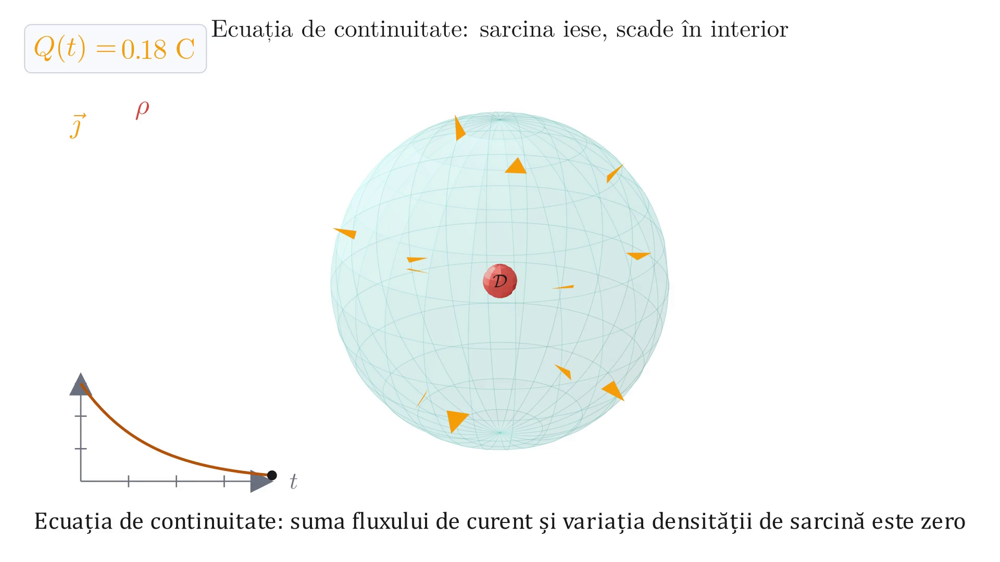 Ecuația de continuitate: sarcina iese, scade în interior
Q(t) = 0.18 C
ρ
j⃗
𝒟
t
Ecuația de continuitate: suma fluxului de curent și variația densității de sarcină este zero